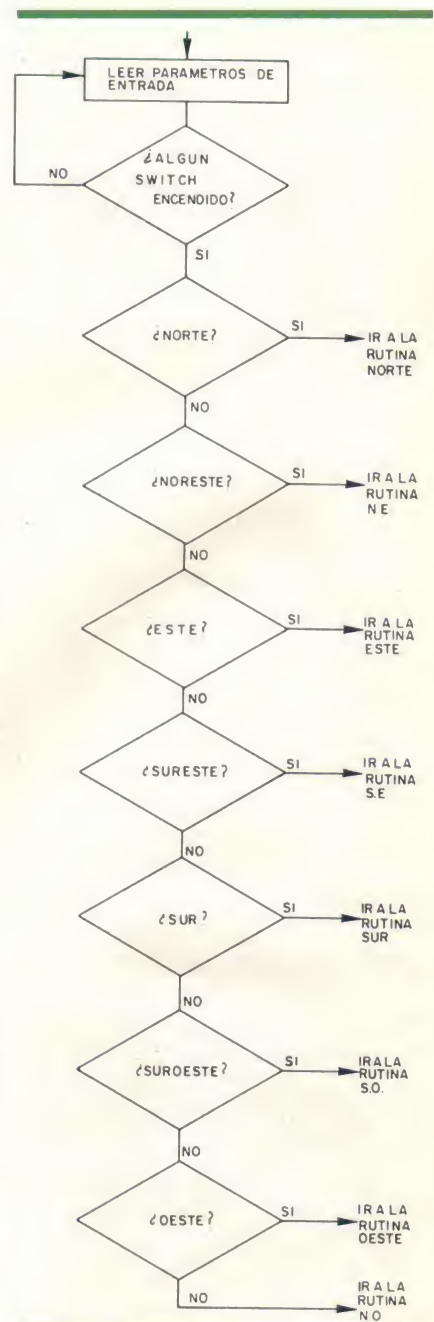 LEER PARAMETROS DE
ENTRADA
¿ALGUN
SWITCH
ENCENDIDO?
NO
SI
¿NORTE?
SI
IR A LA
RUTINA
NORTE
NO
¿NORESTE?
SI
IR A LA
RUTINA
N E
NO
¿ESTE?
SI
IR A LA
RUTINA
ESTE
NO
¿SURESTE?
SI
IR A LA
RUTINA
S.E
NO
¿SUR?
SI
IR A LA
RUTINA
SUR
NO
¿SUROESTE?
SI
IR A LA
RUTINA
S.O.
NO
¿OESTE?
SI
IR A LA
RUTINA
OESTE
NO
IR A LA
RUTINA
N O